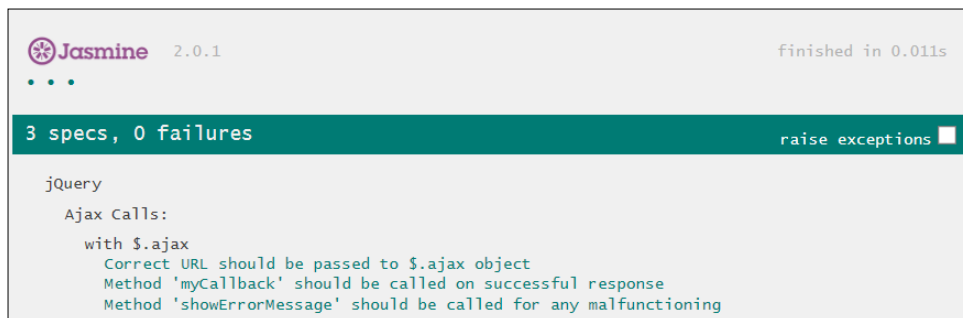 Jasmine 2.0.1 finished in 0.011s
• • •
3 specs, 0 failures raise exceptions
jQuery
Ajax Calls:
with $.ajax
Correct URL should be passed to $.ajax object
Method 'myCallback' should be called on successful response
Method 'showErrorMessage' should be called for any malfunctioning